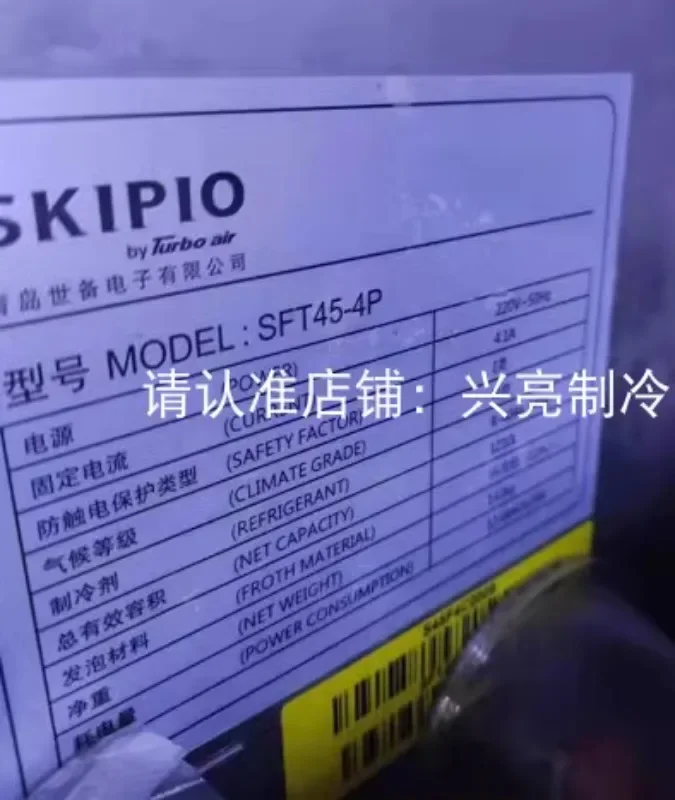 SKIPIO
by Turbo air
青岛世备电子有限公司
型号 MODEL : SFT45-4P
电源 (POWER) 220V~50Hz
固定电流 (CURRENT)
防触电保护类型 (SAFETY FACTOR)
气候等级 (CLIMATE GRADE)
制冷剂 (REFRIGERANT)
总有效容积 (NET CAPACITY)
发泡材料 (FROTH MATERIAL)
净重 (NET WEIGHT)
耗电量 (POWER CONSUMPTION)
请认准店铺：兴亮制冷